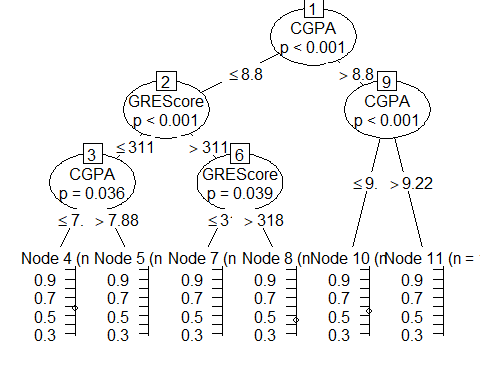 1
CGPA
p < 0.001
≤ 8.8
> 8.8
2
GREScore
p < 0.001
9
CGPA
p < 0.001
≤ 311
> 311
3
CGPA
p = 0.036
6
GREScore
p = 0.039
≤ 9.
> 9.22
≤ 7.
> 7.88
≤ 3
> 318
Node 4 (n
Node 5 (n
Node 7 (n
Node 8 (n
Node 10 (n
Node 11 (n =
0.9 0.9 0.9 0.9 0.9 0.9
0.7 0.7 0.7 0.7 0.7 0.7
0.5 0.5 0.5 0.5 0.5 0.5
0.3 0.3 0.3 0.3 0.3 0.3